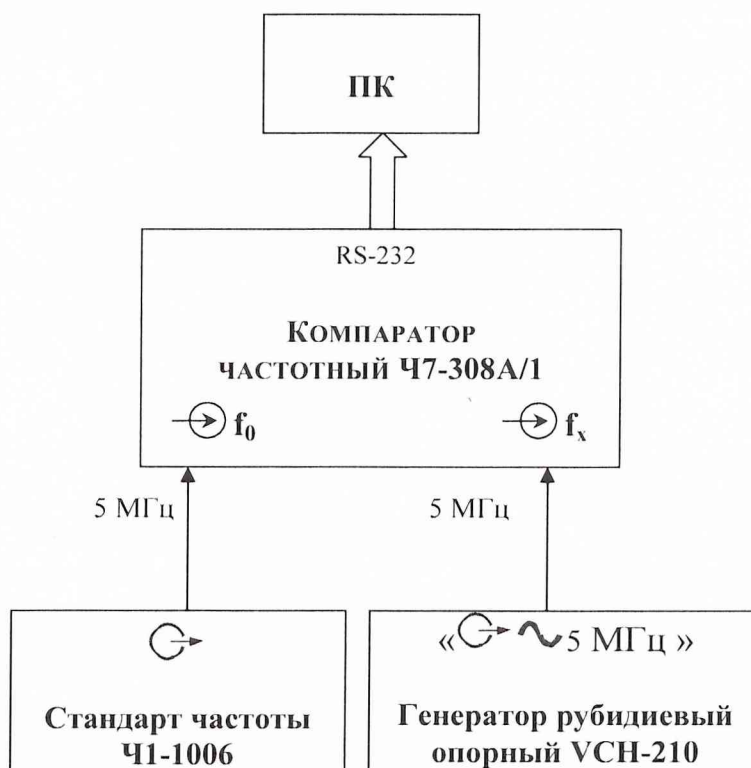 ПК
RS-232
КОМПАРАТОР
ЧАСТОТНЫЙ Ч7-308А/1
f₀ fₓ
5 МГц 5 МГц
« 5 МГц »
Стандарт частоты
Ч1-1006
Генератор рубидиевый
опорный VCH-210